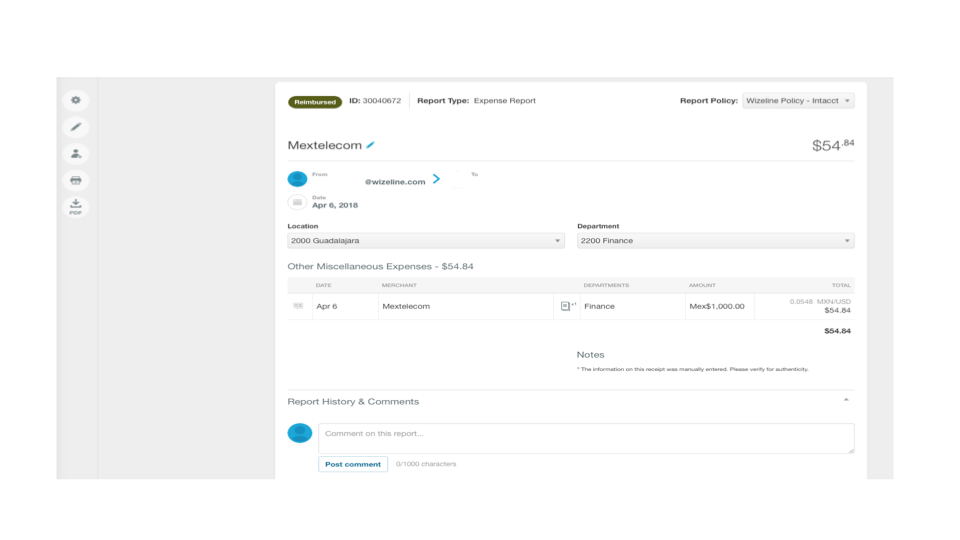 Reimbursed ID: 30040672 Report Type: Expense Report Report Policy: Wizeline Policy - Intacct
Mextelecom $54.84
From To
@wizeline.com
Date
Apr 6, 2018
PDF
Location Department
2000 Guadalajara 2200 Finance
Other Miscellaneous Expenses - $54.84
DATE MERCHANT DEPARTMENTS AMOUNT TOTAL
Apr 6 Mextelecom Finance Mex$1,000.00 0.0548 MXN/USD
$54.84
$54.84
Notes
* The information on this receipt was manually entered. Please verify for authenticity.
Report History & Comments
Comment on this report...
Post comment 0/1000 characters